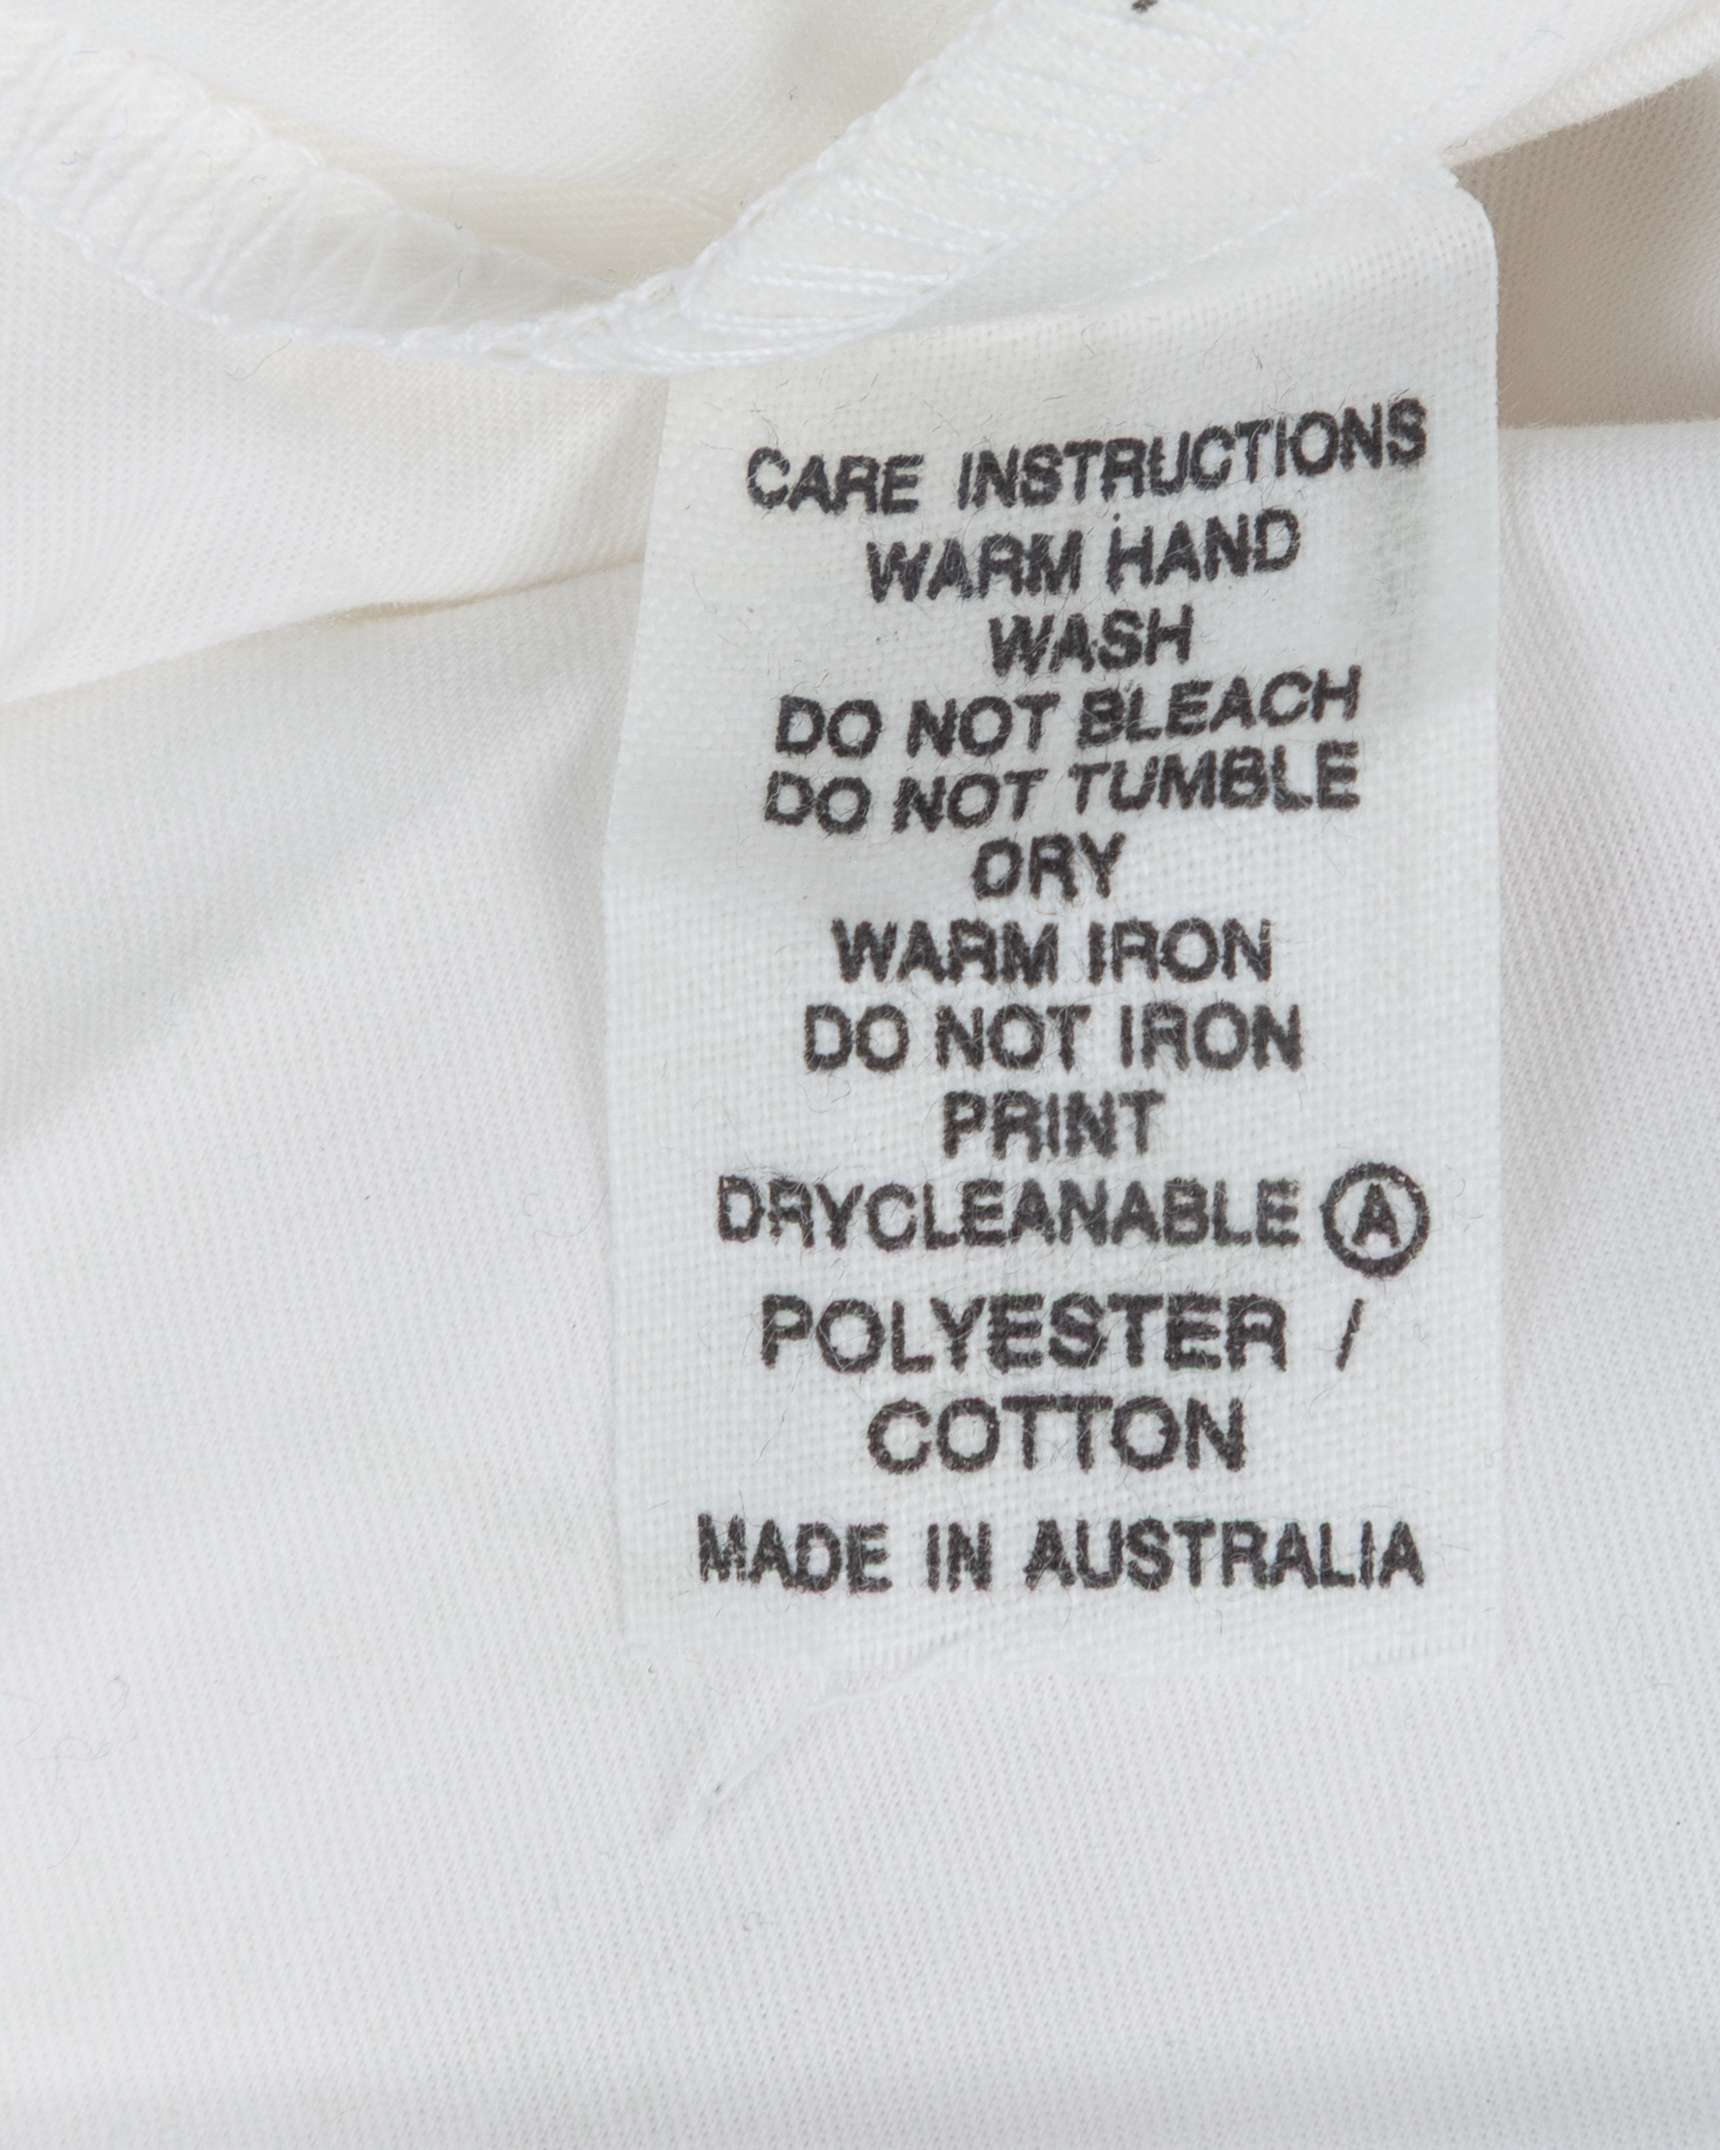 CARE INSTRUCTIONS
WARM HAND
WASH
DO NOT BLEACH
DO NOT TUMBLE
DRY
WARM IRON
DO NOT IRON
PRINT
DRYCLEANABLE Ⓐ
POLYESTER /
COTTON
MADE IN AUSTRALIA